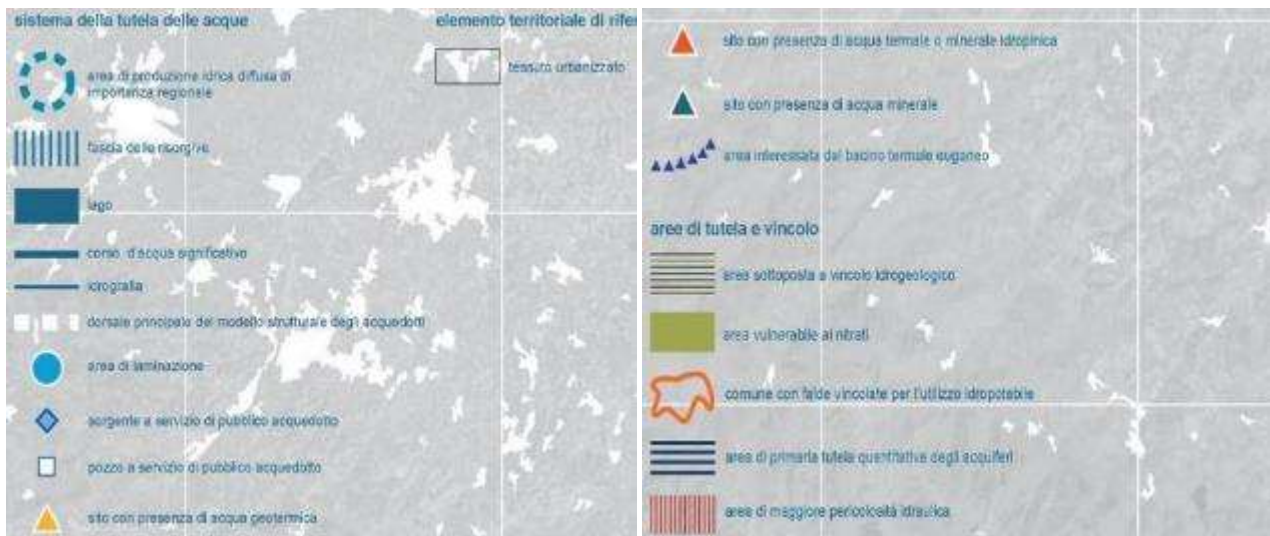 sistema della tutela delle acque
area di produzione idrica diffusa di
importanza regionale
fascia delle risorgive
lago
corso d'acqua significativo
idrografia
dorsale principale del modello strutturale degli acquedotti
area di laminazione
sorgente a servizio di pubblico acquedotto
pozzo a servizio di pubblico acquedotto
sito con presenza di acqua geotermica
elemento territoriale di rifer
tessuto urbanizzato
sito con presenza di acqua termale o minerale idropinica
sito con presenza di acqua minerale
area interessata dal bacino termale euganeo
aree di tutela e vincolo
area sottoposta a vincolo idrogeologico
area vulnerabile ai nitrati
comune con falde vincolate per l'utilizzo idropotabile
area di primaria tutela quantitativa degli acquiferi
area di maggiore pericolosità idraulica